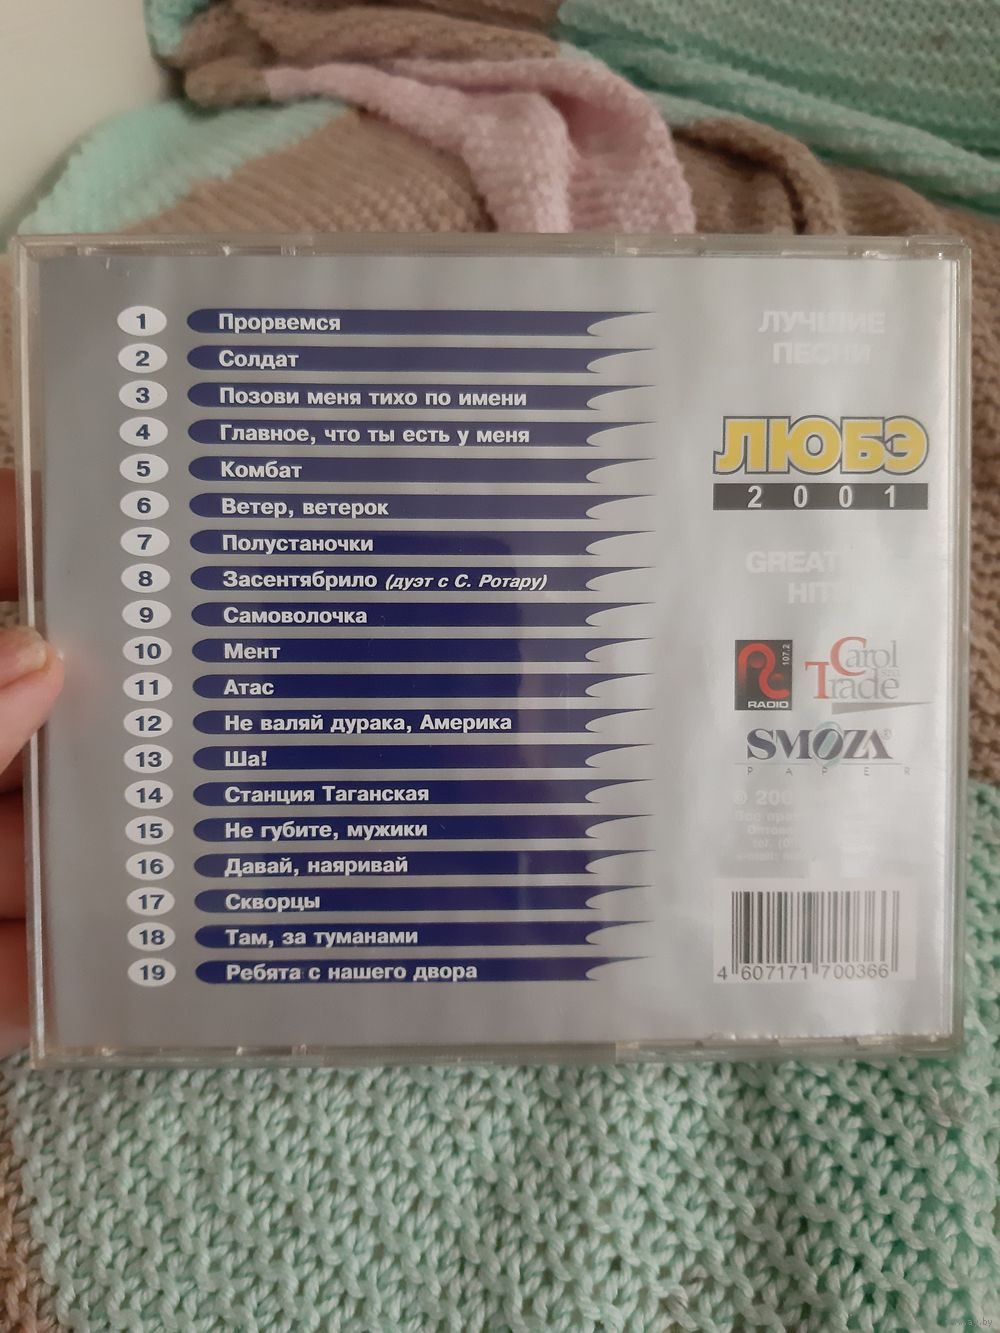 1 Прорвемся
2 Солдат
3 Позови меня тихо по имени
4 Главное, что ты есть у меня
5 Комбат
6 Ветер, ветерок
7 Полустаночки
8 Засентябрило (дуэт с С. Ротару)
9 Самоволочка
10 Мент
11 Атас
12 Не валяй дурака, Америка
13 Ша!
14 Станция Таганская
15 Не губите, мужики
16 Давай, наяривай
17 Скворцы
18 Там, за туманами
19 Ребята с нашего двора
ЛУЧШИЕ
ПЕСНИ
ЛЮБЭ
2001
GREAT
107.2
RADIO
Carol
Trade
SMOZA®
PAPER
4 607171 700366